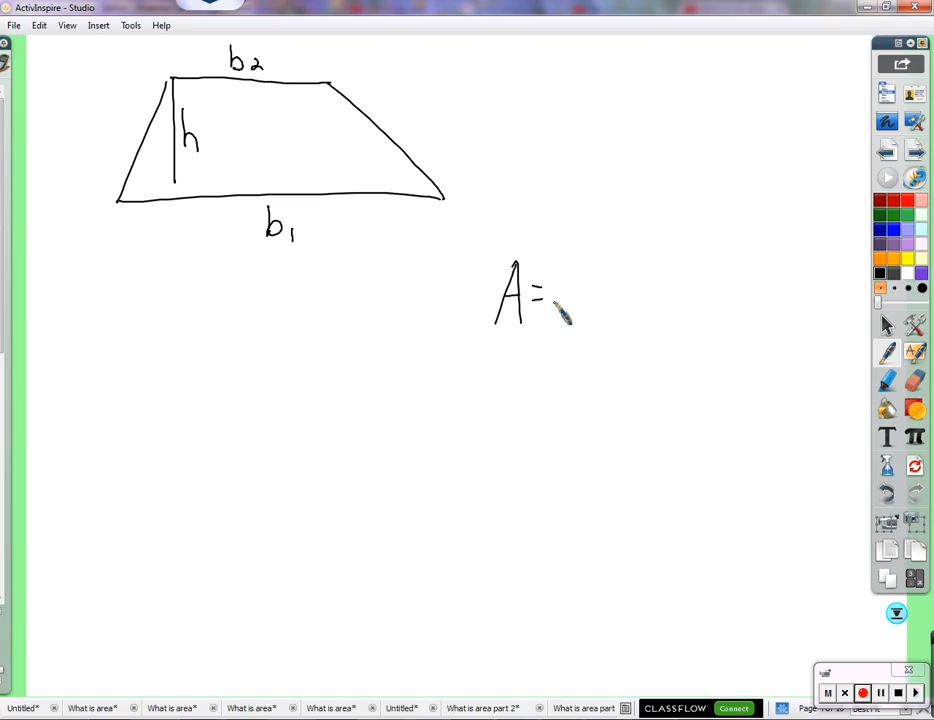 ActivInspire - Studio
File Edit View Insert Tools Help
b2
h
b1
A=
Untitled* What is area* What is area* What is area* What is area* Untitled* What is area part 2* What is area part CLASSFLOW Connect
M